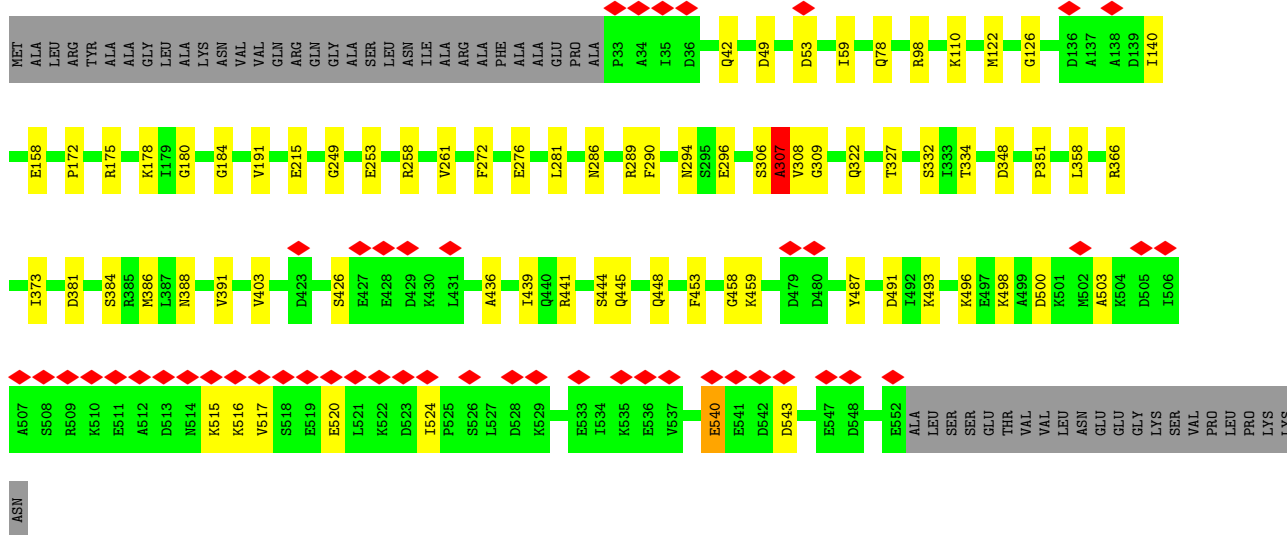 MET ALA LEU ARG TYR ALA ALA GLY LEU ALA LYS ASN VAL VAL GLN ARG GLN GLY ALA SER LEU ASN ILE ALA ARG ALA PHE ALA ALA GLU PRO ALA P33 A34 I35 D36 Q42 D49 D53 I59 Q78 R98 K110 M122 G126 D136 A137 A138 D139 I140
E158 P172 R175 K178 I179 G180 G184 V191 E215 G249 E253 R258 V261 F272 E276 L281 N286 R289 F290 N294 S295 E296 S306 A307 V308 G309 Q322 T327 S332 I333 T334 D348 P351 L358 R366
I373 D381 S384 R385 M386 L387 N388 V391 V403 D423 S426 E427 E428 D429 K430 L431 A436 I439 Q440 R441 S444 Q445 Q448 F453 G458 K459 D479 D480 Y487 D491 I492 K493 K496 E497 K498 A499 D500 K501 M502 A503 K504 D505 I506
A507 S508 R509 K510 E511 A512 D513 N514 K515 K516 V517 S518 E519 E520 L521 K522 D523 I524 P525 S526 L527 D528 K529 E533 I534 K535 E536 V537 E540 E541 D542 D543 E547 D548 E552 ALA LEU SER SER GLU THR VAL VAL LEU ASN GLU GLU GLY LYS SER VAL PRO LEU PRO LYS LYS
ASN